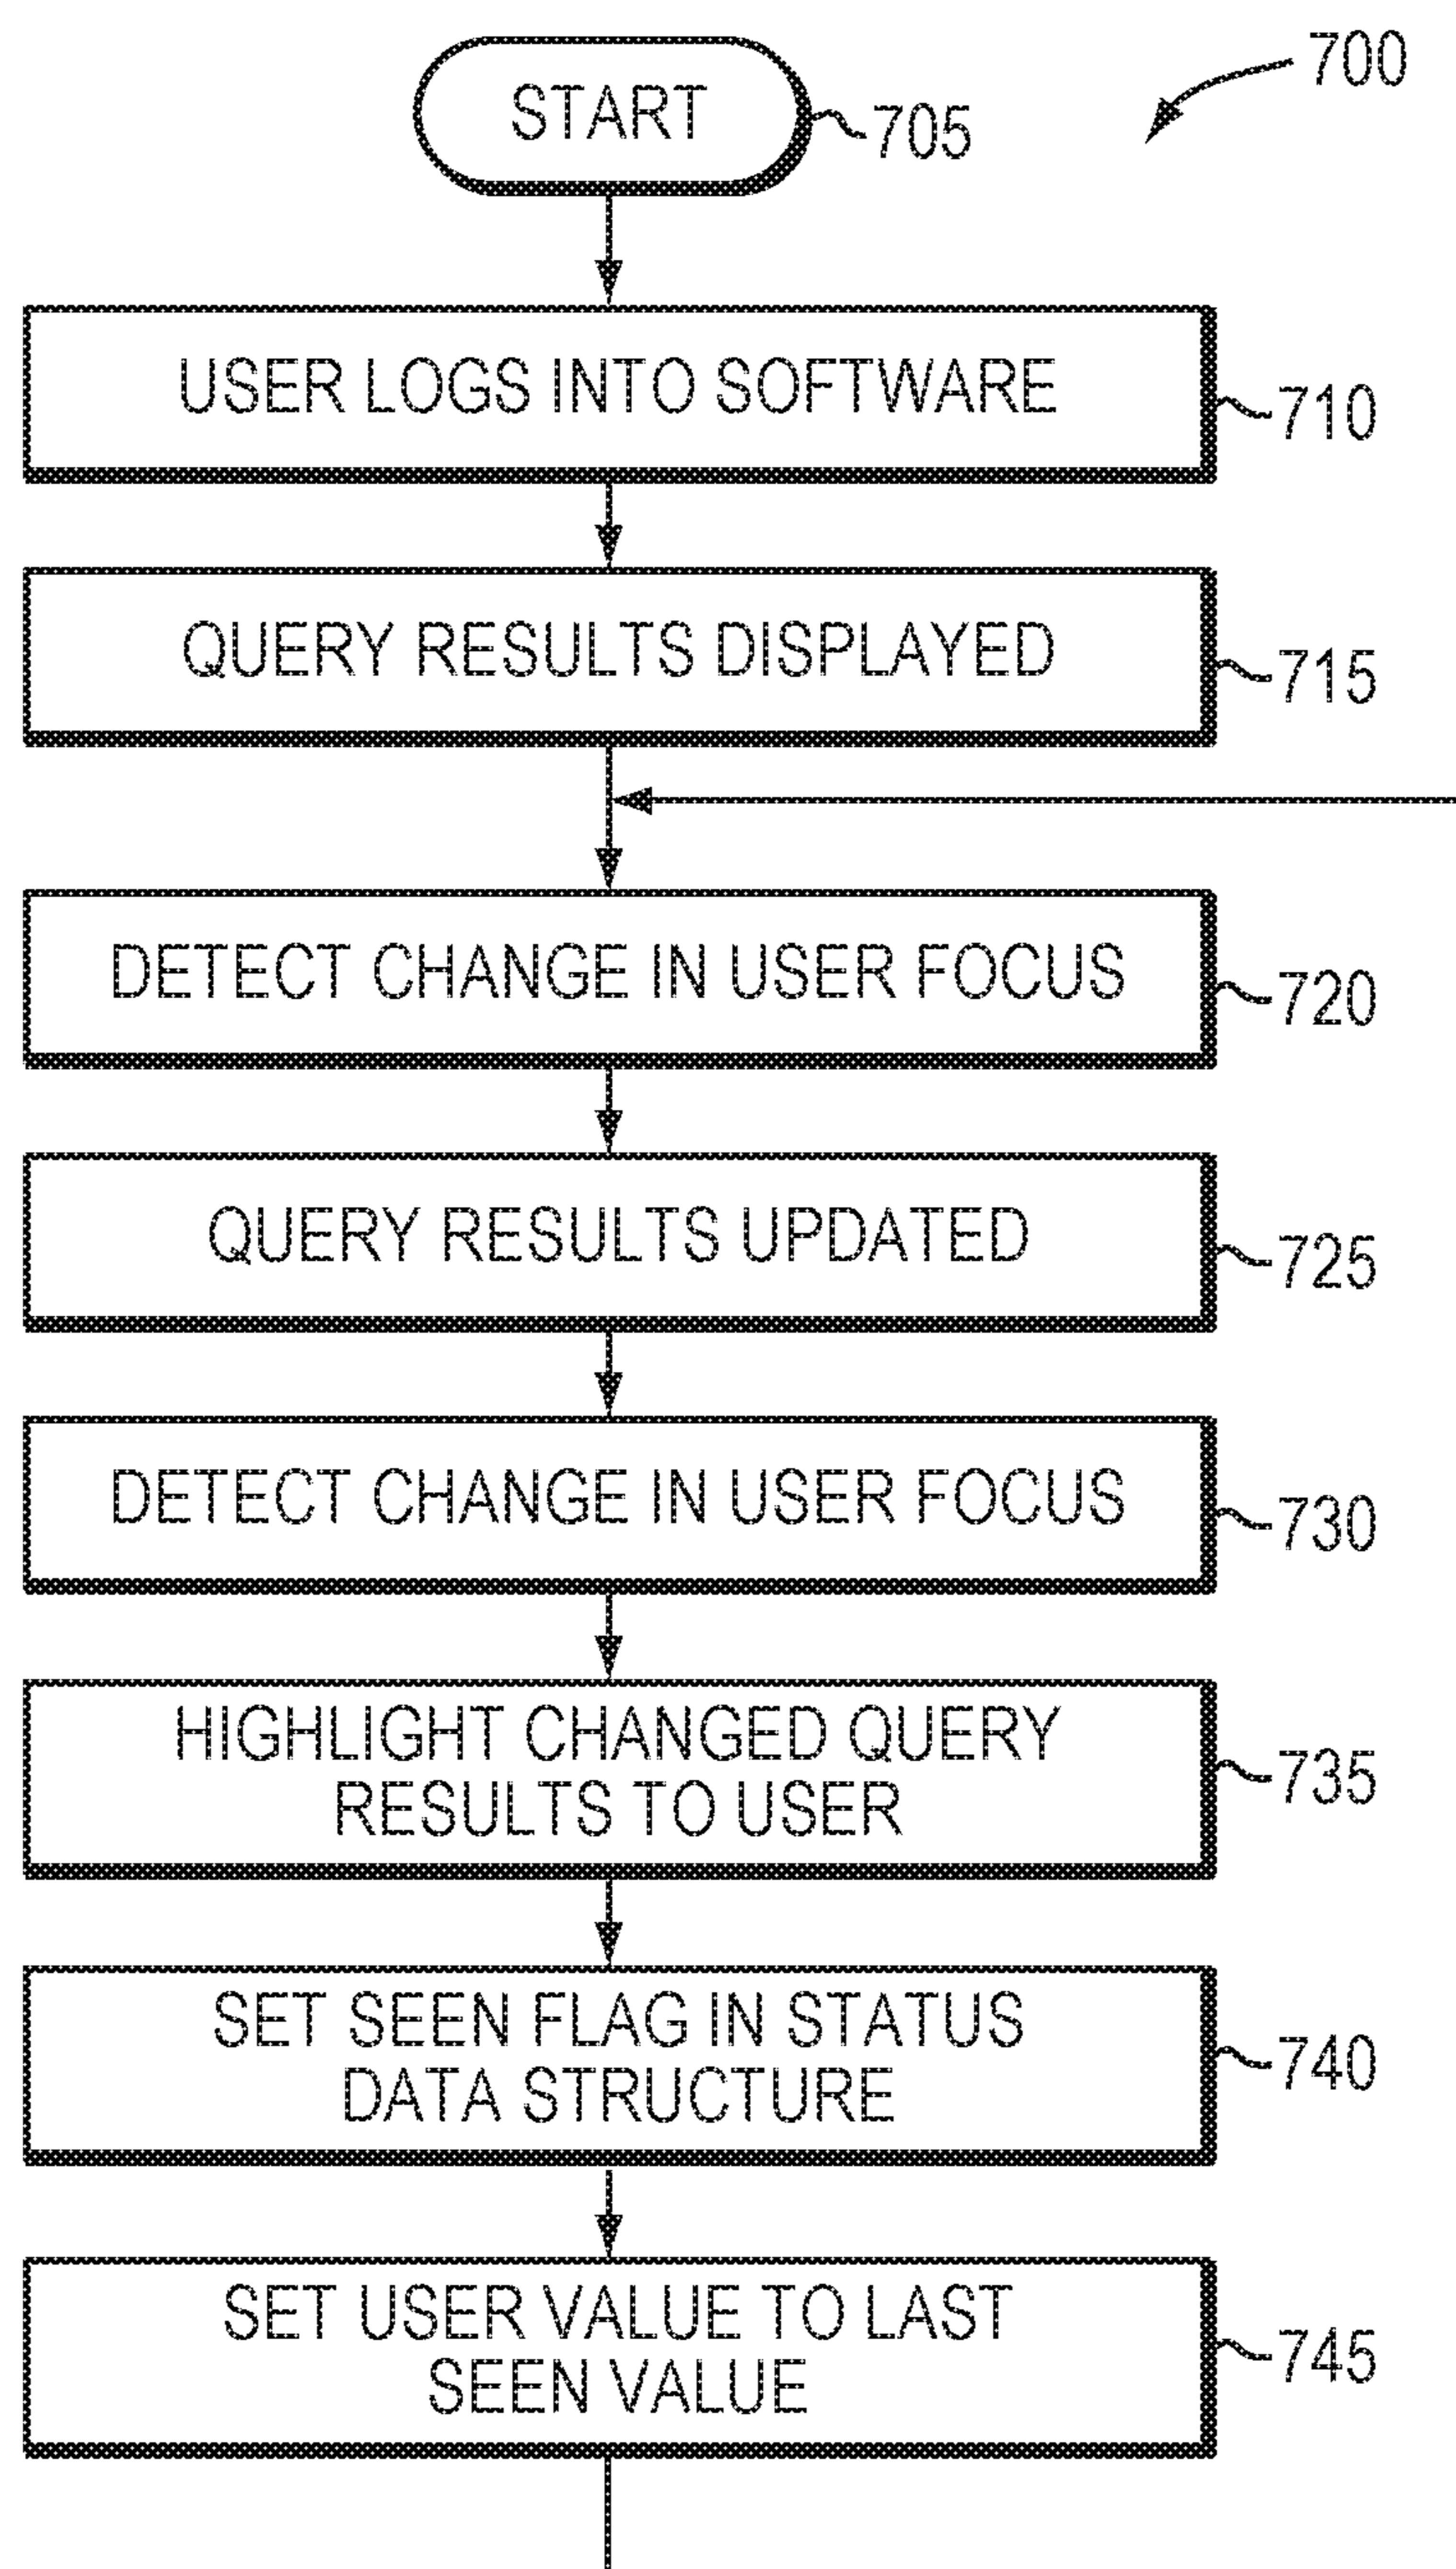 700
START
705
USER LOGS INTO SOFTWARE
710
QUERY RESULTS DISPLAYED
715
DETECT CHANGE IN USER FOCUS
720
QUERY RESULTS UPDATED
725
DETECT CHANGE IN USER FOCUS
730
HIGHLIGHT CHANGED QUERY
RESULTS TO USER
735
SET SEEN FLAG IN STATUS
DATA STRUCTURE
740
SET USER VALUE TO LAST
SEEN VALUE
745